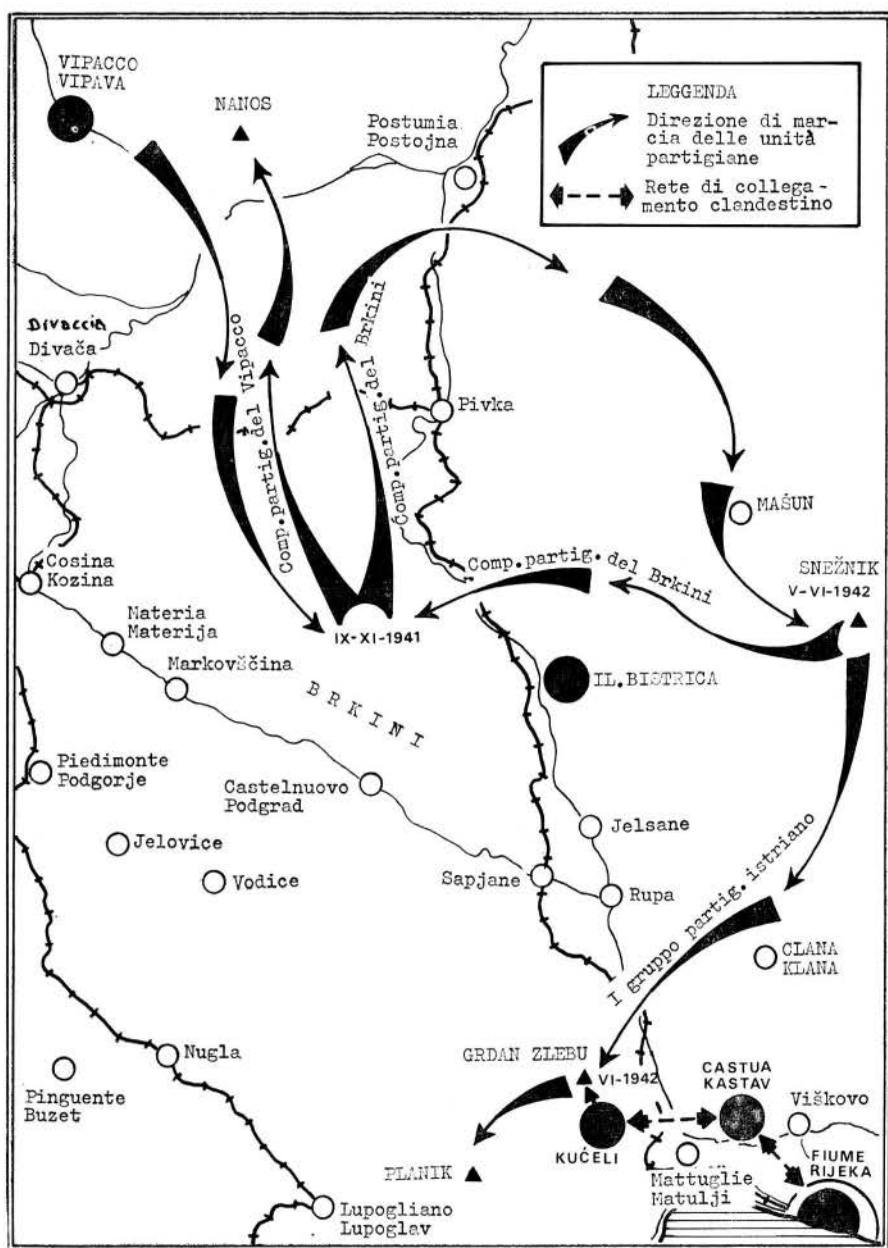 VIPACCO
VIPAVA
NANOS
Postumia
Postojna
LEGGENDA
Direzione di mar-
cia delle unità
partigiane
Rete di collega-
mento clandestino
Divaccia
Divača
Comp.partig.del Vipacco
Comp.partig.del Brkini
Pivka
MAŠUN
Comp.partig.del Brkini
SNEŽNIK
V-VI-1942
Cosina
Kozina
IX-XI-1941
Materia
Materija
Markovščina
BRKINI
IL.BISTRICA
Piedimonte
Podgorje
Castelnuovo
Podgrad
Jelovice
Jelsane
Vodice
Sapjane
Rupa
I gruppo partig.istriano
CLANA
KLANA
Nugla
GRDAN ZLEBU
VI-1942
CASTUA
KASTAV
Viškovo
Pinguente
Buzet
KUĆELI
FIUME
RIJEKA
PLANIK
Mattuglie
Matulji
Lupogliano
Lupoglav